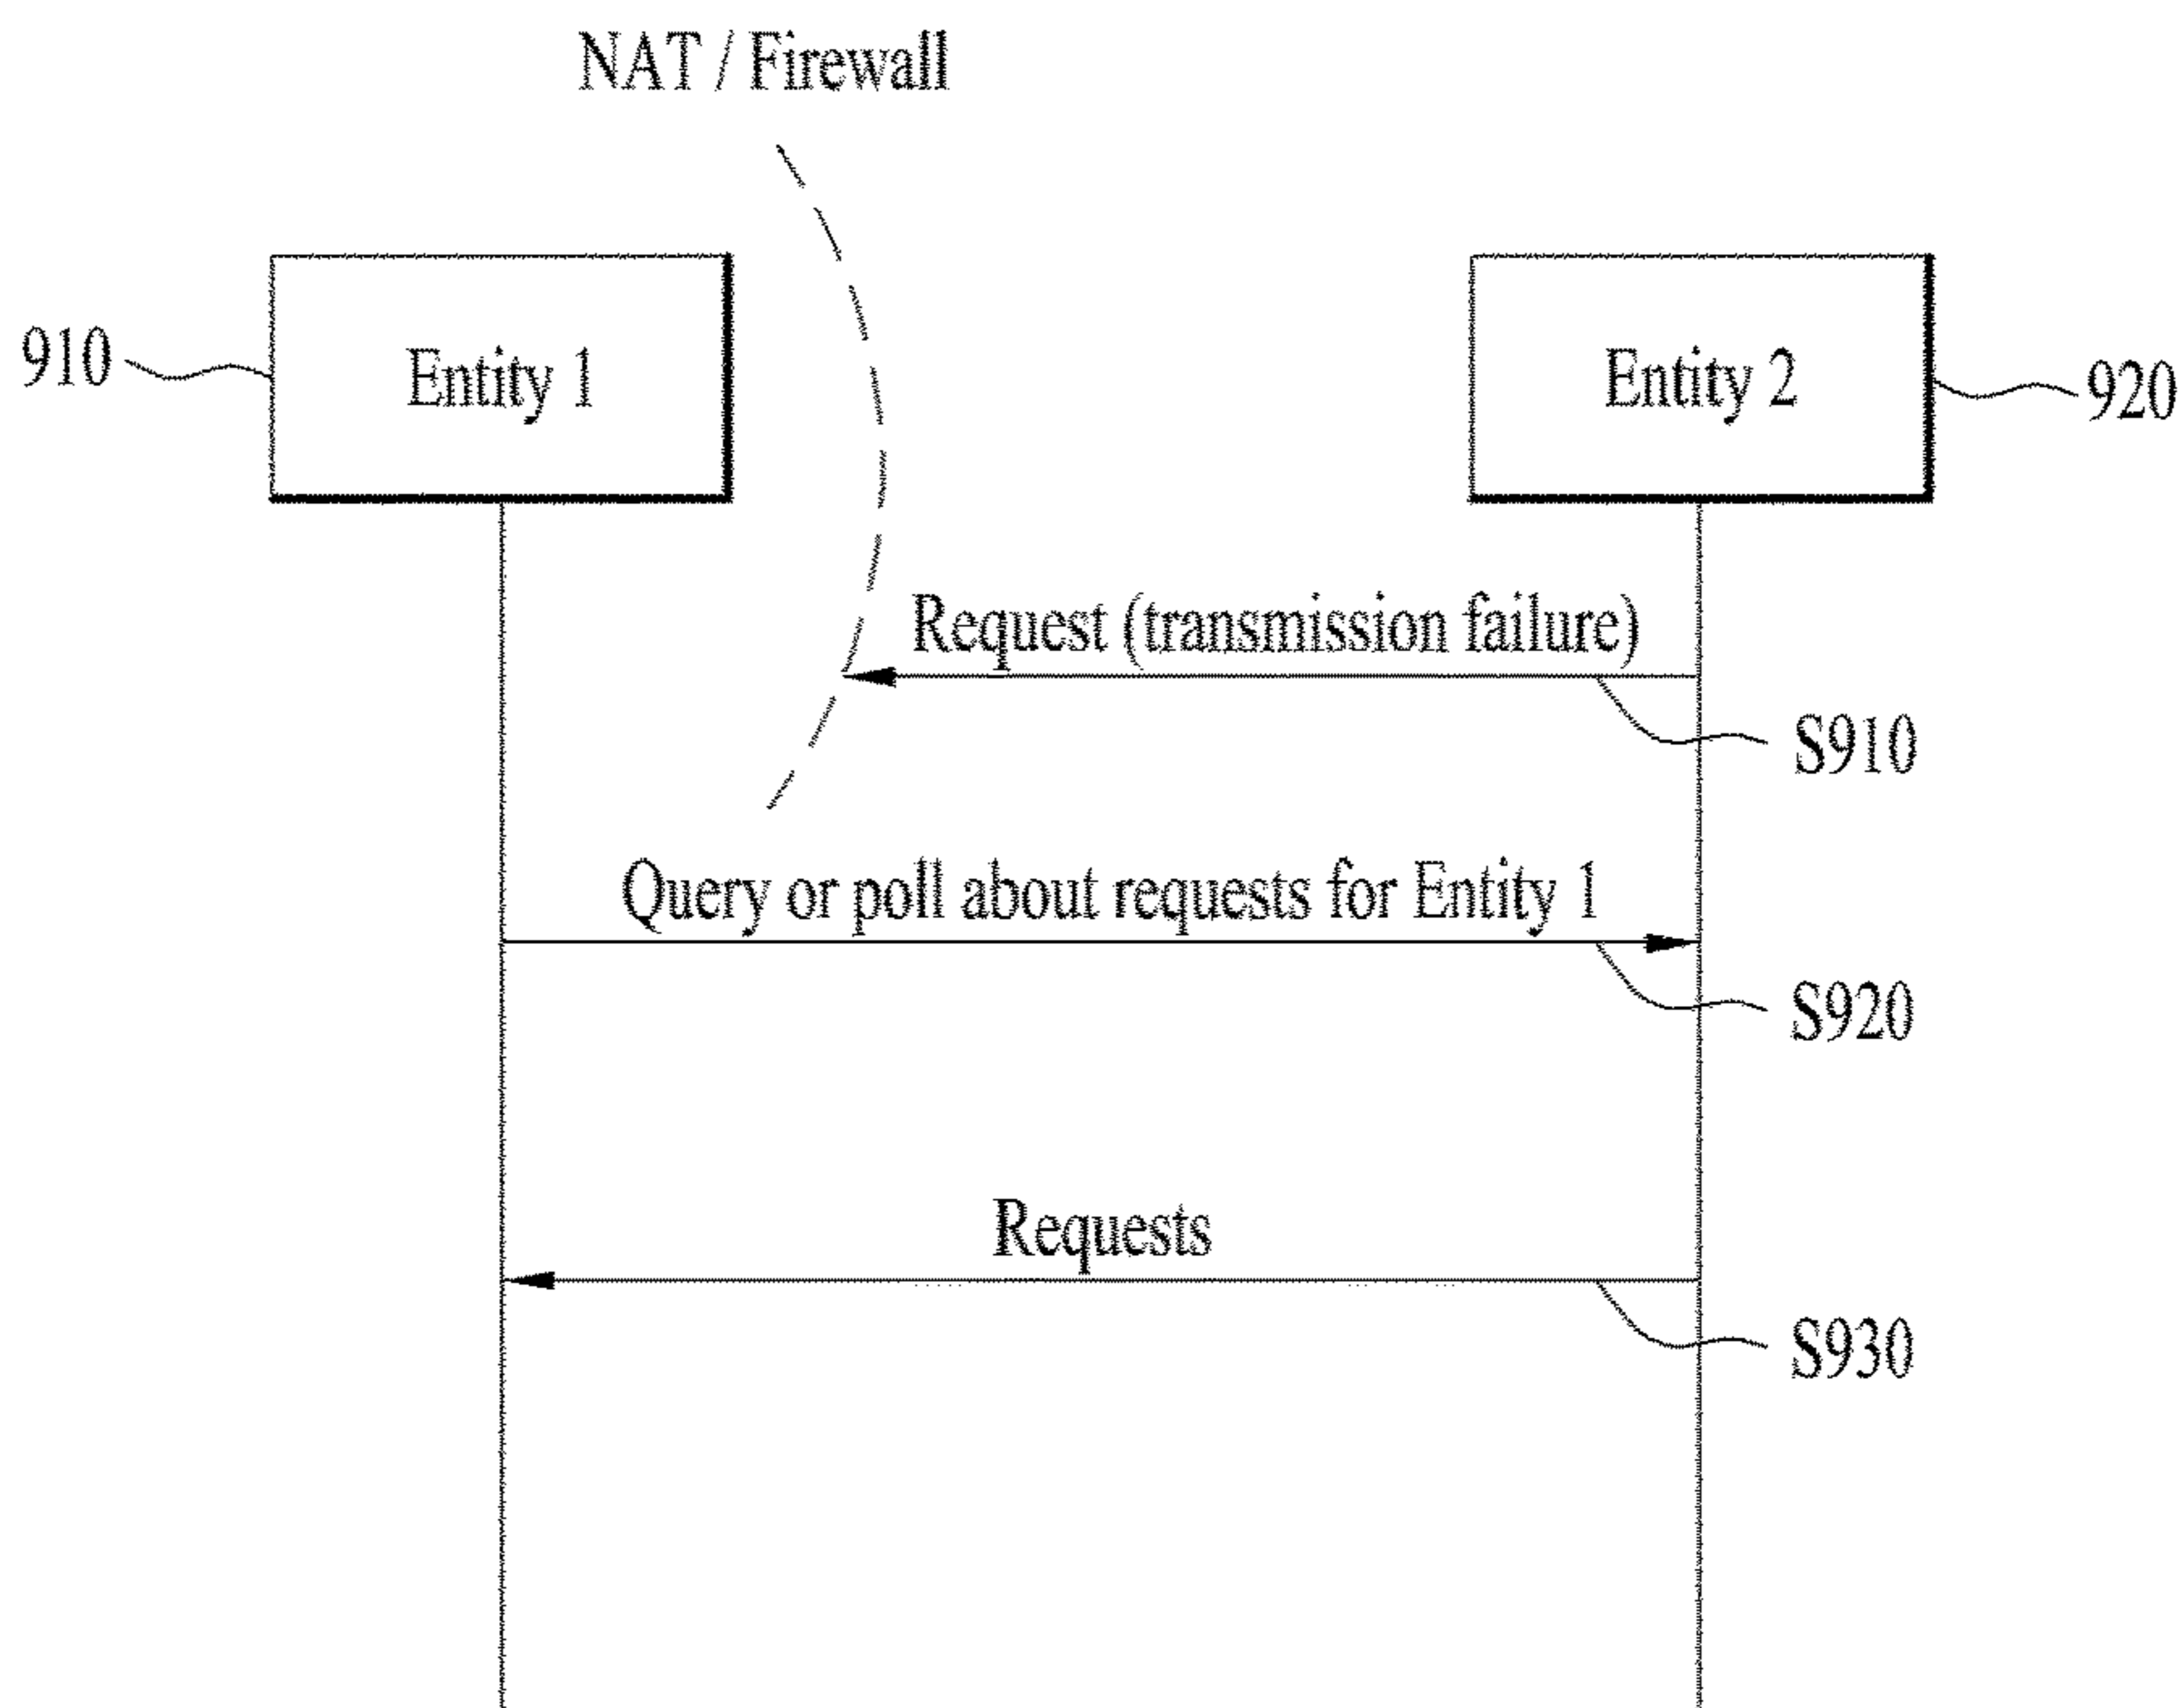 NAT / Firewall
910
Entity 1
Entity 2
920
Request (transmission failure)
S910
Query or poll about requests for Entity 1
S920
Requests
S930